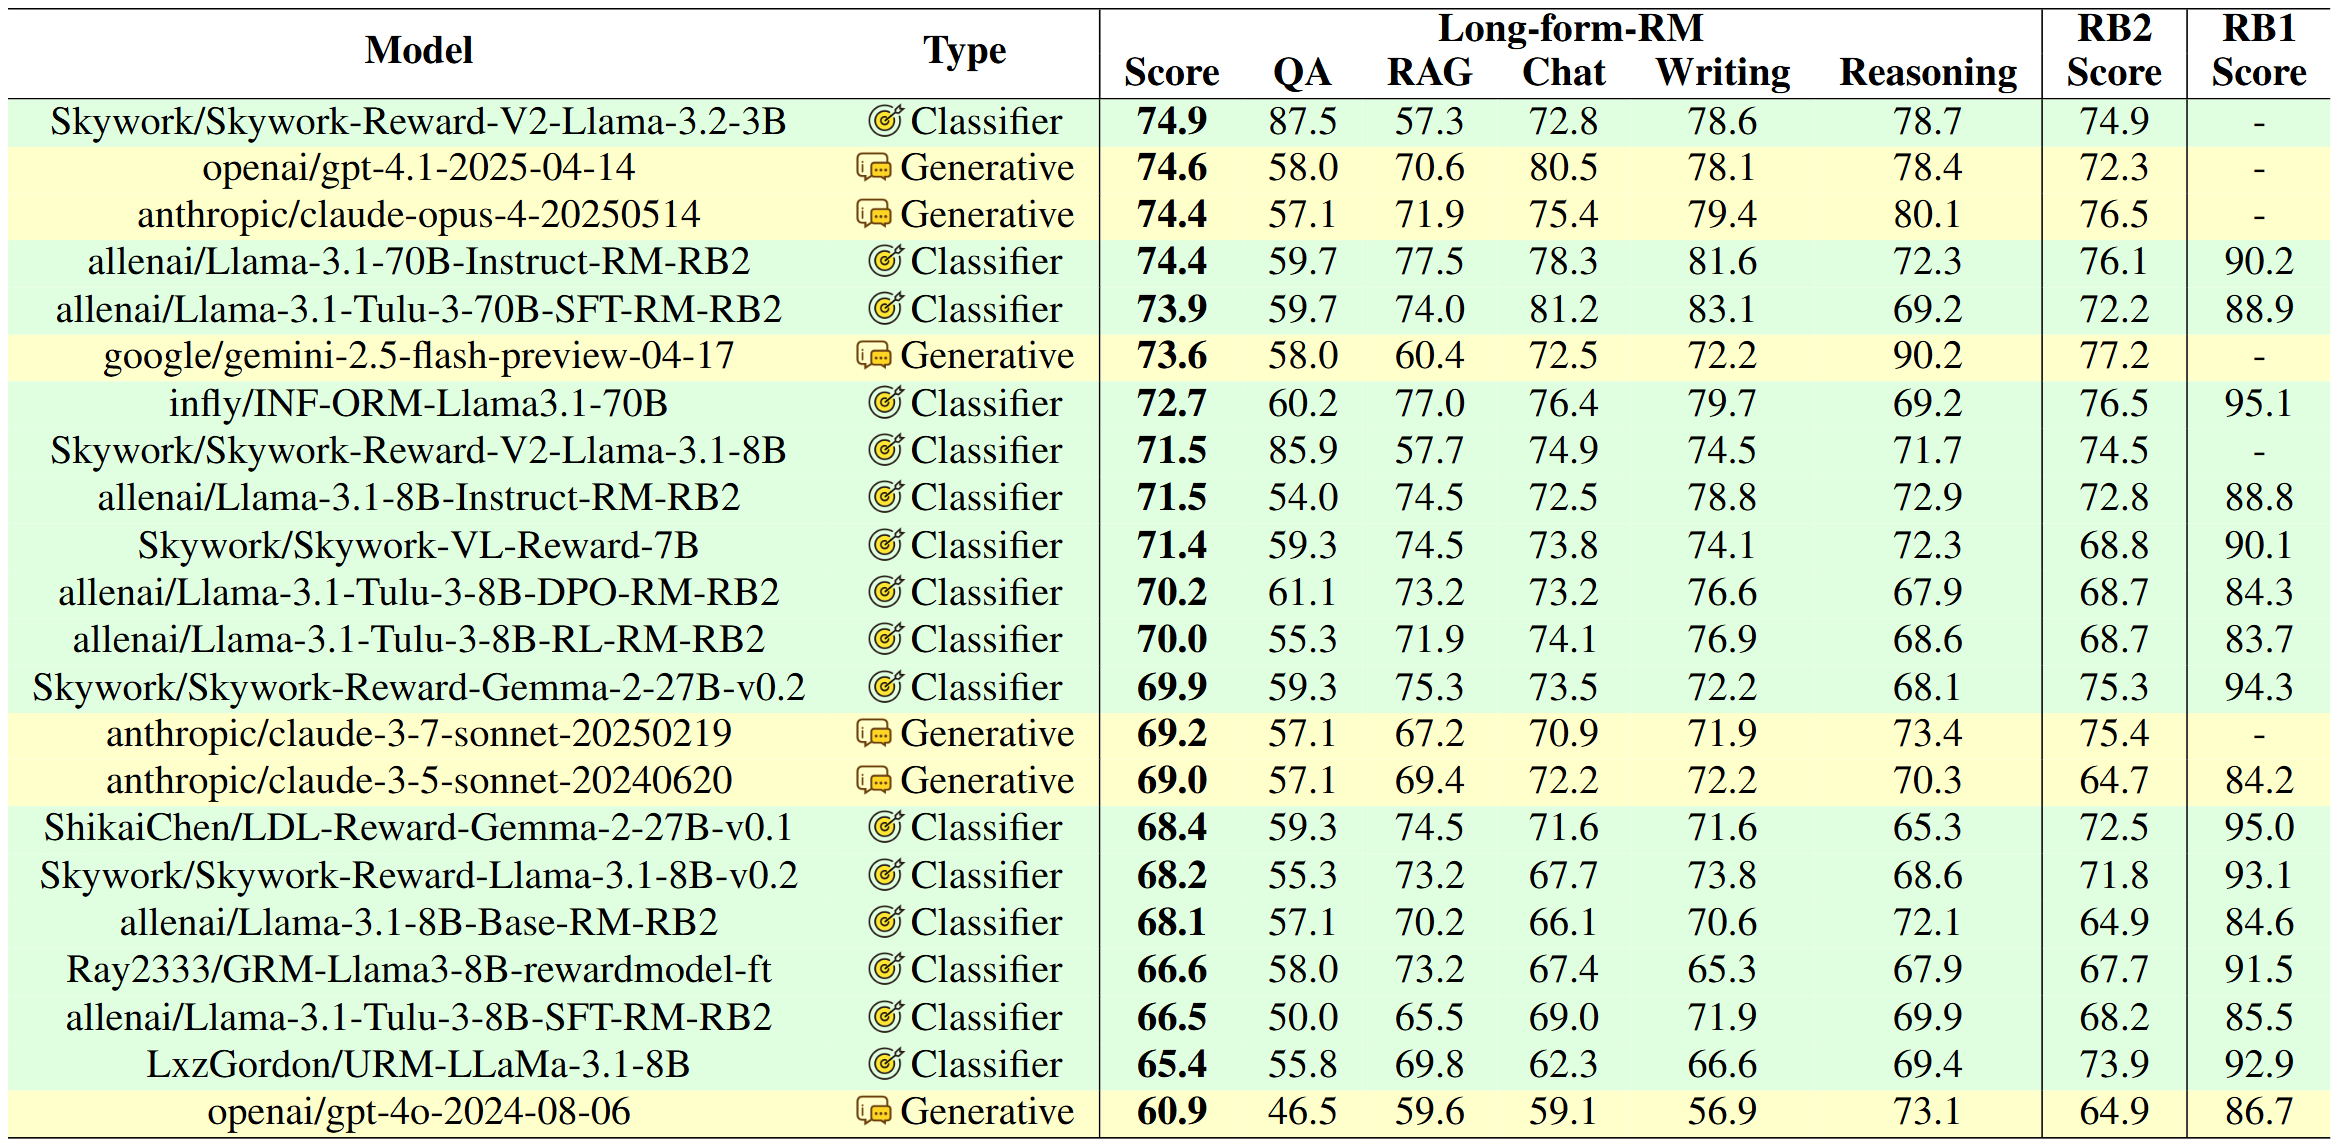 Model Type Long-form-RM RB2 RB1
Score QA RAG Chat Writing Reasoning Score Score
Skywork/Skywork-Reward-V2-Llama-3.2-3B Classifier 74.9 87.5 57.3 72.8 78.6 78.7 74.9 -
openai/gpt-4.1-2025-04-14 Generative 74.6 58.0 70.6 80.5 78.1 78.4 72.3 -
anthropic/claude-opus-4-20250514 Generative 74.4 57.1 71.9 75.4 79.4 80.1 76.5 -
allenai/Llama-3.1-70B-Instruct-RM-RB2 Classifier 74.4 59.7 77.5 78.3 81.6 72.3 76.1 90.2
allenai/Llama-3.1-Tulu-3-70B-SFT-RM-RB2 Classifier 73.9 59.7 74.0 81.2 83.1 69.2 72.2 88.9
google/gemini-2.5-flash-preview-04-17 Generative 73.6 58.0 60.4 72.5 72.2 90.2 77.2 -
infly/INF-ORM-Llama3.1-70B Classifier 72.7 60.2 77.0 76.4 79.7 69.2 76.5 95.1
Skywork/Skywork-Reward-V2-Llama-3.1-8B Classifier 71.5 85.9 57.7 74.9 74.5 71.7 74.5 -
allenai/Llama-3.1-8B-Instruct-RM-RB2 Classifier 71.5 54.0 74.5 72.5 78.8 72.9 72.8 88.8
Skywork/Skywork-VL-Reward-7B Classifier 71.4 59.3 74.5 73.8 74.1 72.3 68.8 90.1
allenai/Llama-3.1-Tulu-3-8B-DPO-RM-RB2 Classifier 70.2 61.1 73.2 73.2 76.6 67.9 68.7 84.3
allenai/Llama-3.1-Tulu-3-8B-RL-RM-RB2 Classifier 70.0 55.3 71.9 74.1 76.9 68.6 68.7 83.7
Skywork/Skywork-Reward-Gemma-2-27B-v0.2 Classifier 69.9 59.3 75.3 73.5 72.2 68.1 75.3 94.3
anthropic/claude-3-7-sonnet-20250219 Generative 69.2 57.1 67.2 70.9 71.9 73.4 75.4 -
anthropic/claude-3-5-sonnet-20240620 Generative 69.0 57.1 69.4 72.2 72.2 70.3 64.7 84.2
ShikaiChen/LDL-Reward-Gemma-2-27B-v0.1 Classifier 68.4 59.3 74.5 71.6 71.6 65.3 72.5 95.0
Skywork/Skywork-Reward-Llama-3.1-8B-v0.2 Classifier 68.2 55.3 73.2 67.7 73.8 68.6 71.8 93.1
allenai/Llama-3.1-8B-Base-RM-RB2 Classifier 68.1 57.1 70.2 66.1 70.6 72.1 64.9 84.6
Ray2333/GRM-Llama3-8B-rewardmodel-ft Classifier 66.6 58.0 73.2 67.4 65.3 67.9 67.7 91.5
allenai/Llama-3.1-Tulu-3-8B-SFT-RM-RB2 Classifier 66.5 50.0 65.5 69.0 71.9 69.9 68.2 85.5
LxzGordon/URM-LLaMa-3.1-8B Classifier 65.4 55.8 69.8 62.3 66.6 69.4 73.9 92.9
openai/gpt-4o-2024-08-06 Generative 60.9 46.5 59.6 59.1 56.9 73.1 64.9 86.7